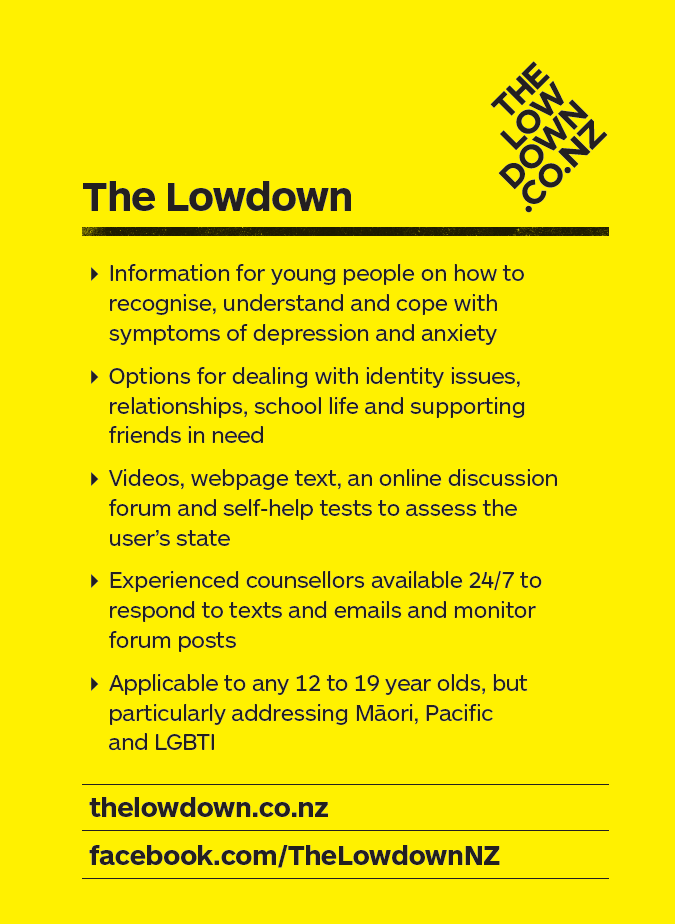 THE
LOW
DOWN
.CO.NZ
The Lowdown
Information for young people on how to
recognise, understand and cope with
symptoms of depression and anxiety
Options for dealing with identity issues,
relationships, school life and supporting
friends in need
Videos, webpage text, an online discussion
forum and self-help tests to assess the
user’s state
Experienced counsellors available 24/7 to
respond to texts and emails and monitor
forum posts
Applicable to any 12 to 19 year olds, but
particularly addressing Māori, Pacific
and LGBTI
thelowdown.co.nz
facebook.com/TheLowdownNZ